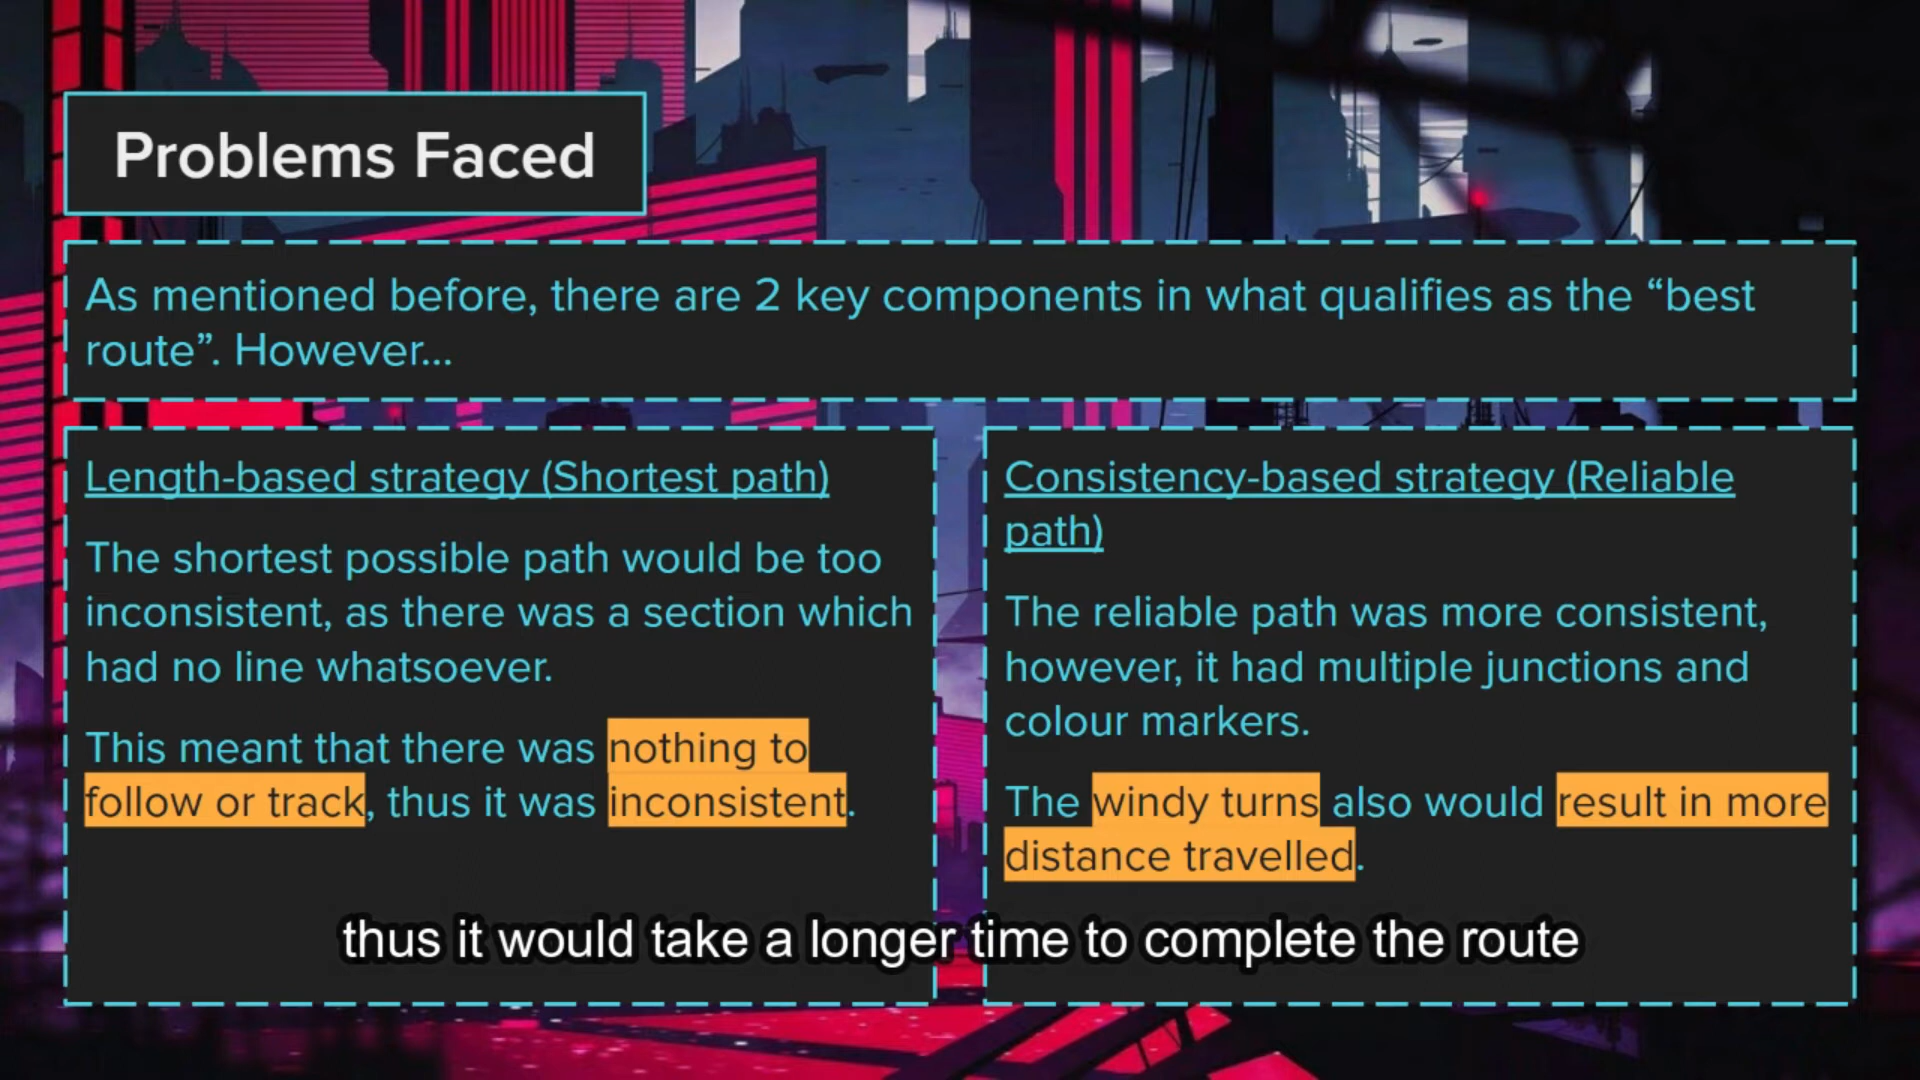 Problems Faced
As mentioned before, there are 2 key components in what qualifies as the “best
route”. However...
Length-based strategy (Shortest path)
The shortest possible path would be too
inconsistent, as there was a section which
had no line whatsoever.
This meant that there was nothing to
follow or track, thus it was inconsistent.
Consistency-based strategy (Reliable
path)
The reliable path was more consistent,
however, it had multiple junctions and
colour markers.
The windy turns also would result in more
distance travelled.
thus it would take a longer time to complete the route